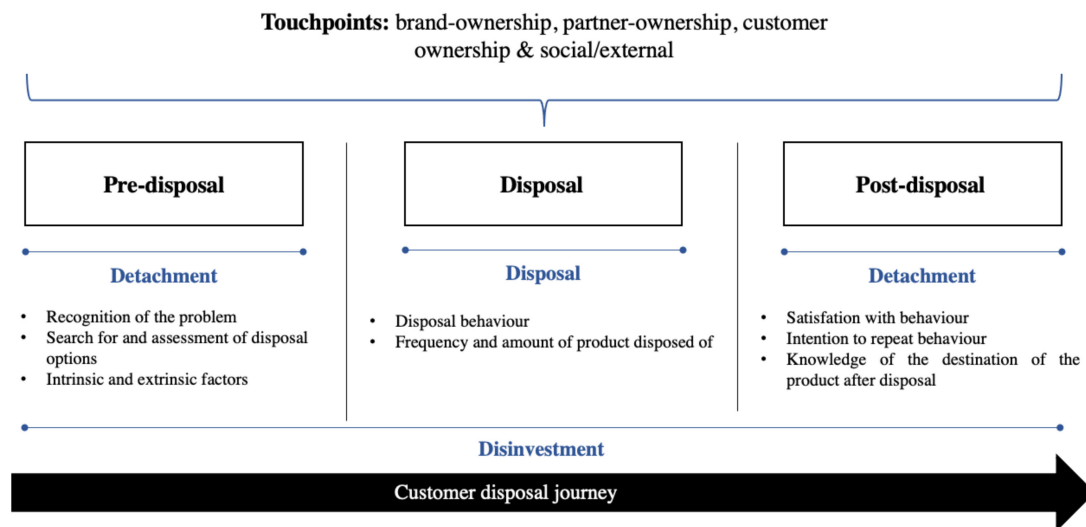 Touchpoints: brand-ownership, partner-ownership, customer
ownership & social/external
Pre-disposal
Disposal
Post-disposal
Detachment
• Recognition of the problem
• Search for and assessment of disposal
options
• Intrinsic and extrinsic factors
Disposal
• Disposal behaviour
• Frequency and amount of product disposed of
Detachment
• Satisfaction with behaviour
• Intention to repeat behaviour
• Knowledge of the destination of the
product after disposal
Disinvestment
Customer disposal journey